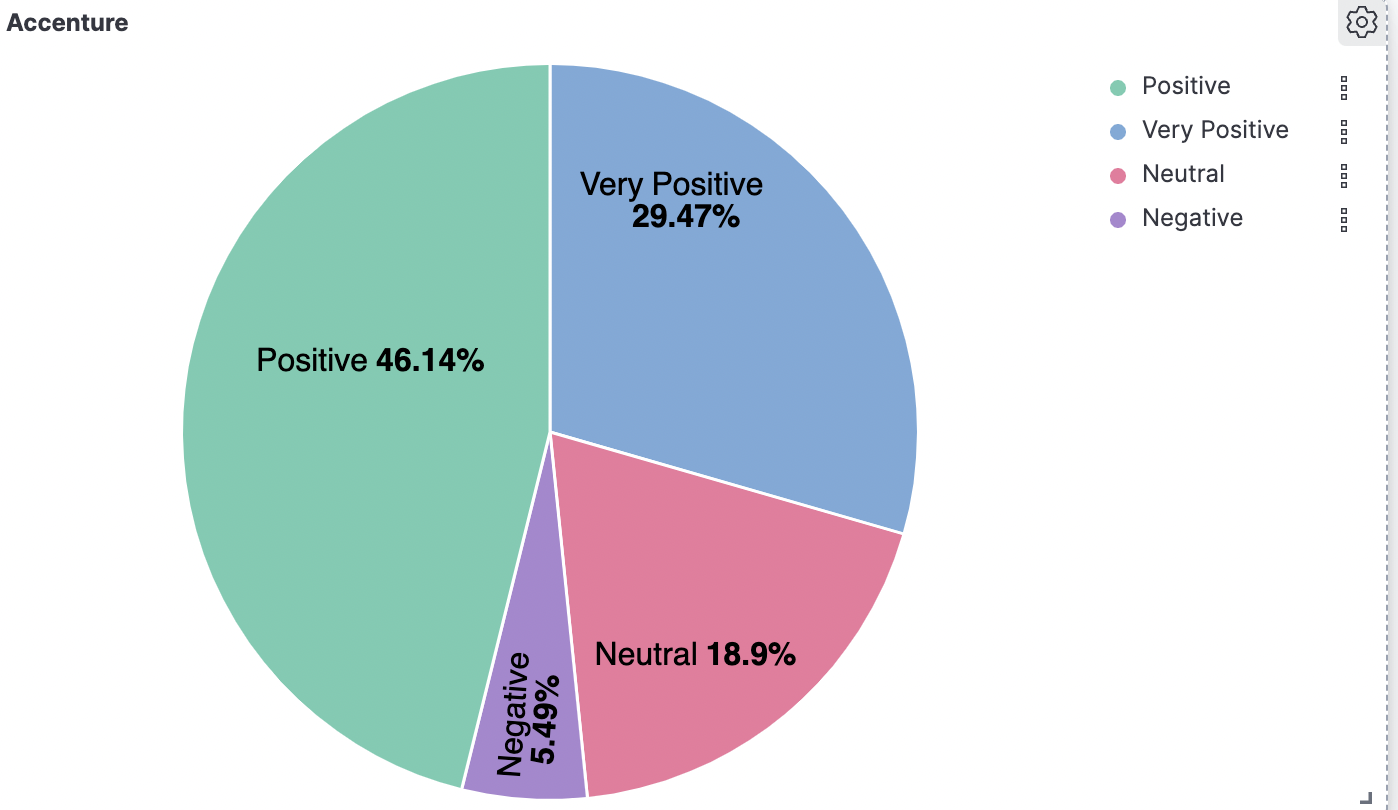 Accenture
Positive
Very Positive
Neutral
Negative
Very Positive
29.47%
Positive 46.14%
Neutral 18.9%
Negative
5.49%